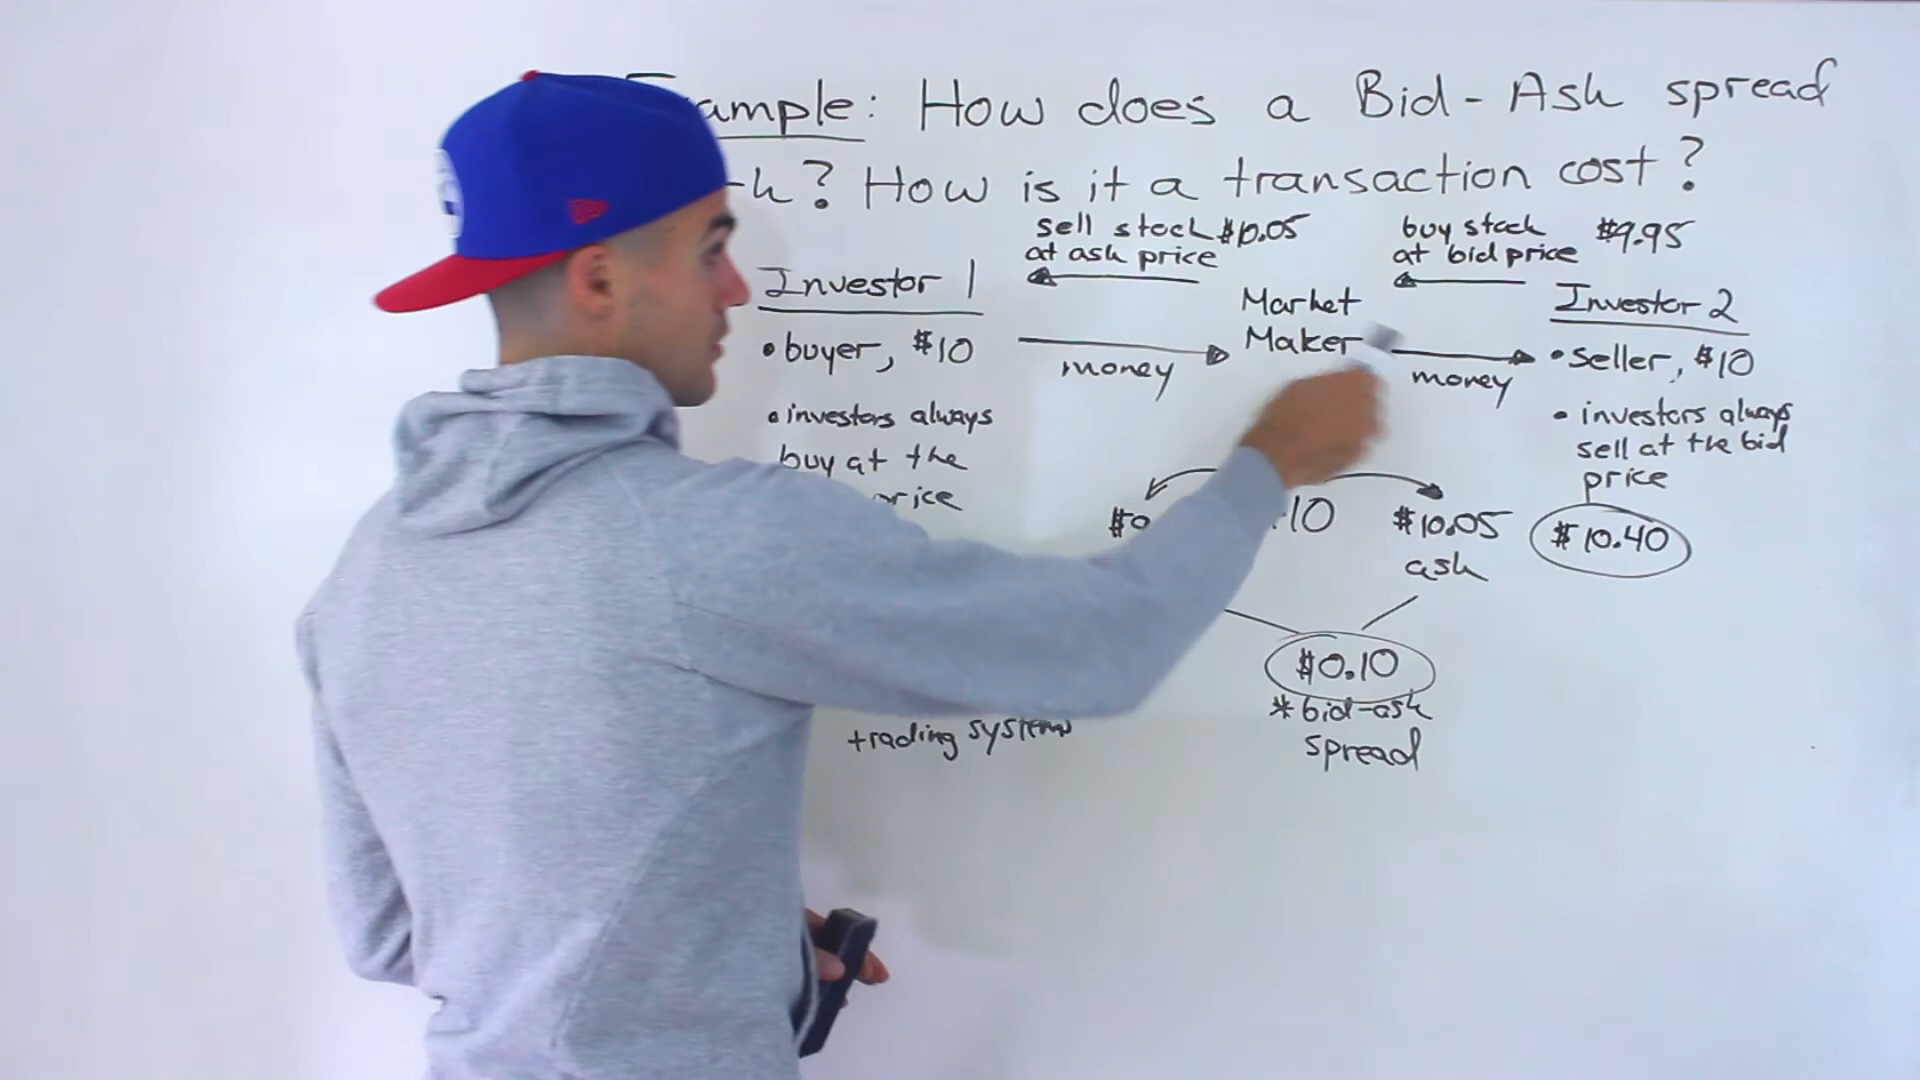 ample: How does a Bid-Ask spread
? How is it a transaction cost?
sell stock $10.05
at ask price
buy stock $9.95
at bid price
Investor 1
• buyer, $10
• investors always
buy at the
price
money
Market
Maker
money
Investor 2
• seller, $10
• investors always
sell at the bid
price
10
$10.05
ask
$10.40
$0.10
* bid-ask
spread
trading systems